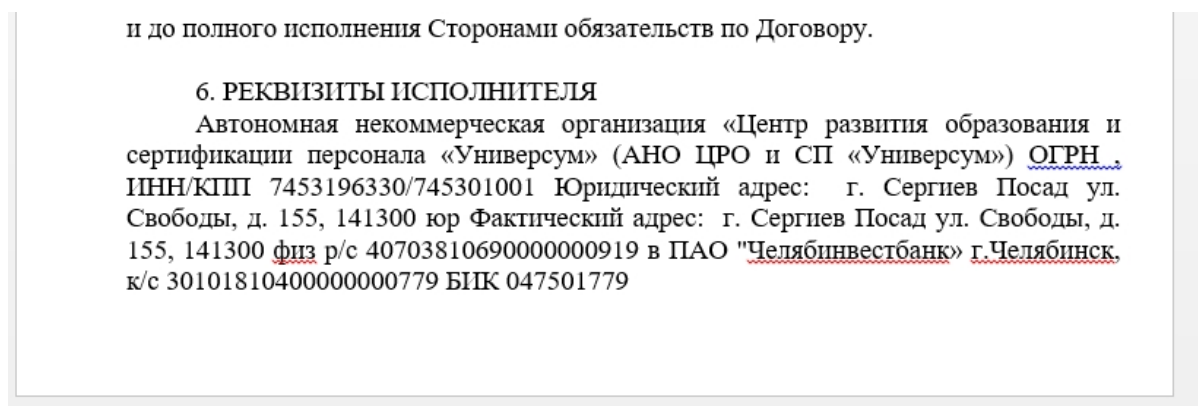 и до полного исполнения Сторонами обязательств по Договору.
6. РЕКВИЗИТЫ ИСПОЛНИТЕЛЯ
Автономная некоммерческая организация «Центр развития образования и
сертификации персонала «Универсум» (АНО ЦРО и СП «Универсум») ОГРН ,
ИНН/КПП 7453196330/745301001 Юридический адрес: г. Сергиев Посад ул.
Свободы, д. 155, 141300 юр Фактический адрес: г. Сергиев Посад ул. Свободы, д.
155, 141300 физ р/с 40703810690000000919 в ПАО "Челябинвестбанк» г.Челябинск,
к/с 30101810400000000779 БИК 047501779